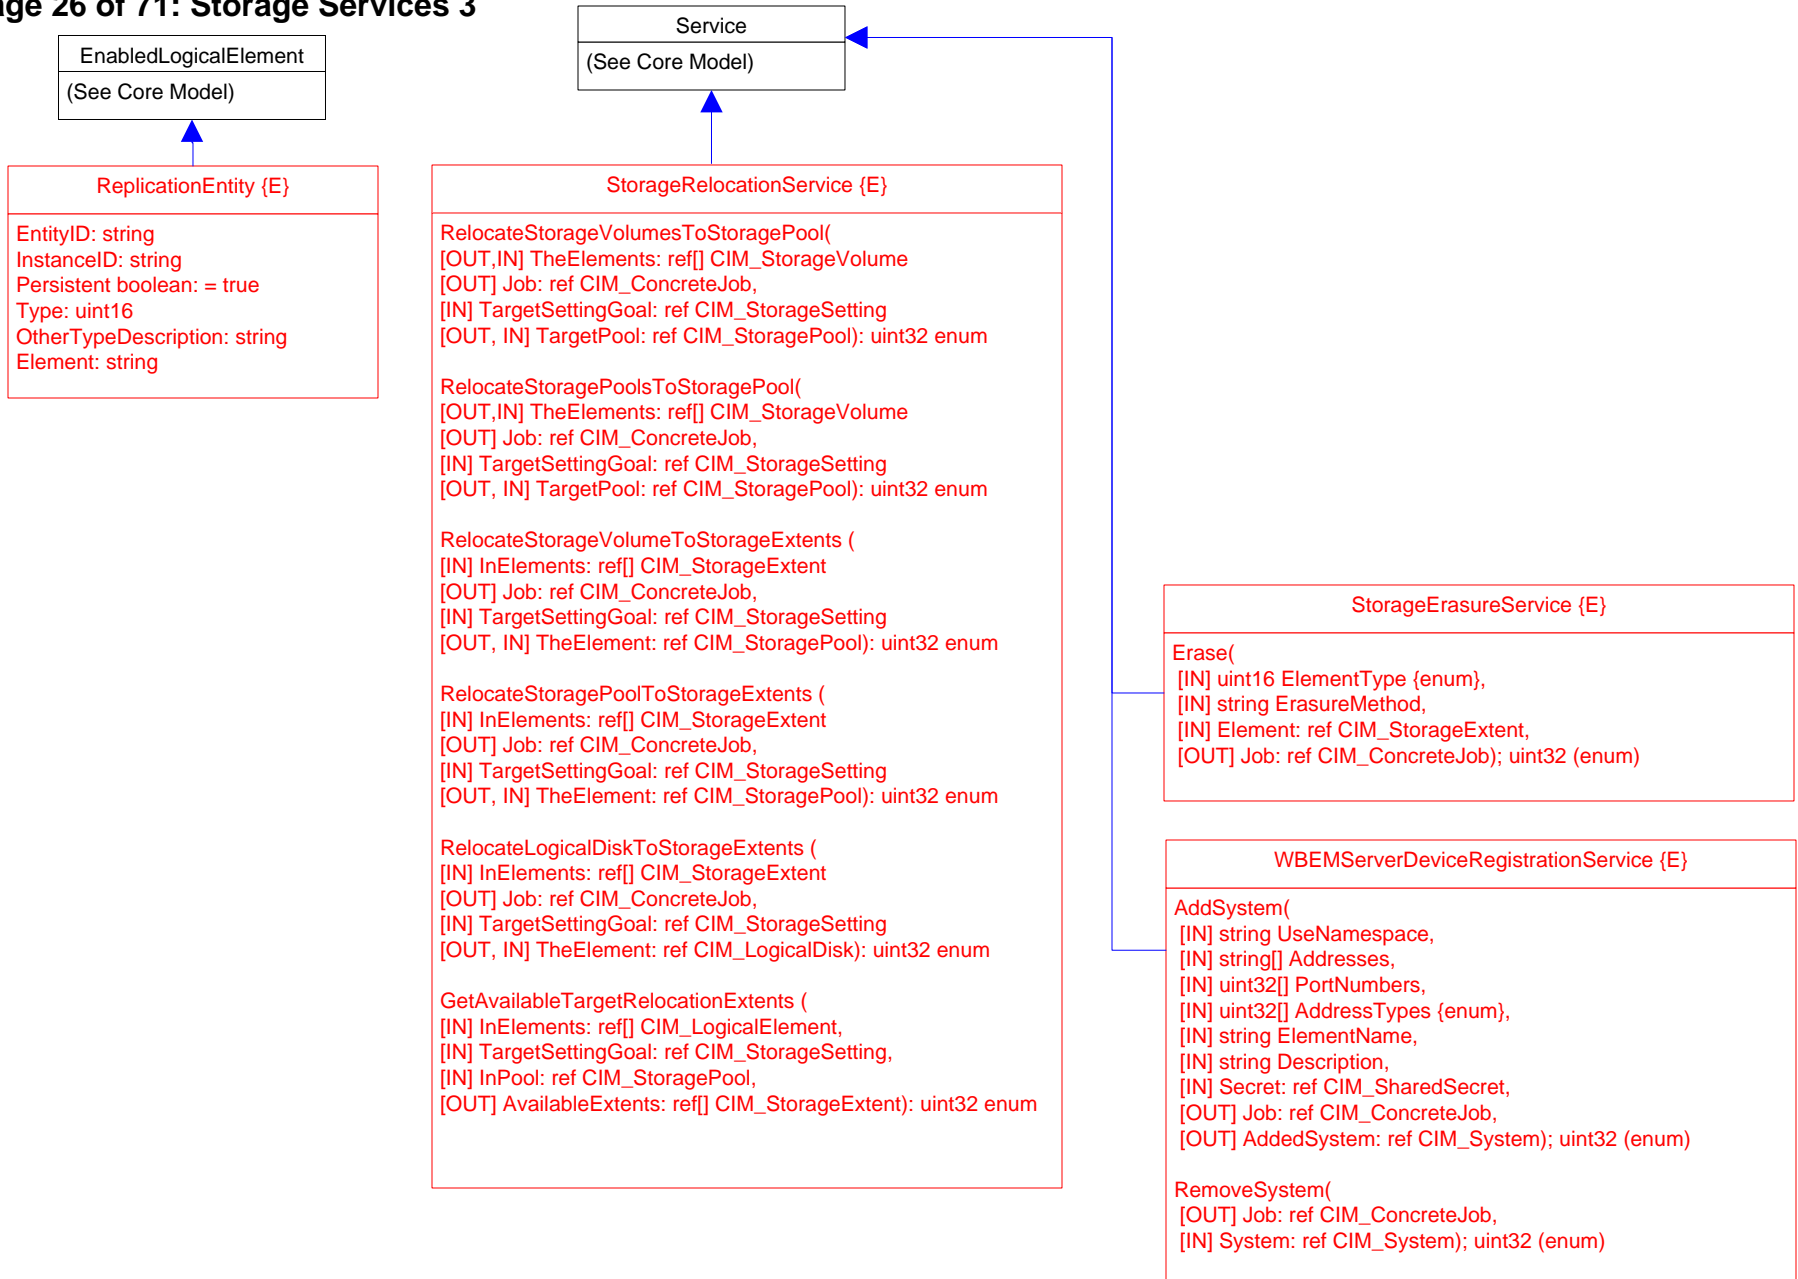 age 26 of 71: Storage Services 3
EnabledLogicalElement
(See Core Model)
Service
(See Core Model)
ReplicationEntity {E}
EntityID: string
InstanceID: string
Persistent boolean: = true
Type: uint16
OtherTypeDescription: string
Element: string
StorageRelocationService {E}
RelocateStorageVolumesToStoragePool(
[OUT,IN] TheElements: ref[] CIM_StorageVolume
[OUT] Job: ref CIM_ConcreteJob,
[IN] TargetSettingGoal: ref CIM_StorageSetting
[OUT, IN] TargetPool: ref CIM_StoragePool): uint32 enum
RelocateStoragePoolsToStoragePool(
[OUT,IN] TheElements: ref[] CIM_StorageVolume
[OUT] Job: ref CIM_ConcreteJob,
[IN] TargetSettingGoal: ref CIM_StorageSetting
[OUT, IN] TargetPool: ref CIM_StoragePool): uint32 enum
RelocateStorageVolumeToStorageExtents (
[IN] InElements: ref[] CIM_StorageExtent
[OUT] Job: ref CIM_ConcreteJob,
[IN] TargetSettingGoal: ref CIM_StorageSetting
[OUT, IN] TheElement: ref CIM_StoragePool): uint32 enum
RelocateStoragePoolToStorageExtents (
[IN] InElements: ref[] CIM_StorageExtent
[OUT] Job: ref CIM_ConcreteJob,
[IN] TargetSettingGoal: ref CIM_StorageSetting
[OUT, IN] TheElement: ref CIM_StoragePool): uint32 enum
RelocateLogicalDiskToStorageExtents (
[IN] InElements: ref[] CIM_StorageExtent
[OUT] Job: ref CIM_ConcreteJob,
[IN] TargetSettingGoal: ref CIM_StorageSetting
[OUT, IN] TheElement: ref CIM_LogicalDisk): uint32 enum
GetAvailableTargetRelocationExtents (
[IN] InElements: ref[] CIM_LogicalElement,
[IN] TargetSettingGoal: ref CIM_StorageSetting,
[IN] InPool: ref CIM_StoragePool,
[OUT] AvailableExtents: ref[] CIM_StorageExtent): uint32 enum
StorageErasureService {E}
Erase(
[IN] uint16 ElementType {enum},
[IN] string ErasureMethod,
[IN] Element: ref CIM_StorageExtent,
[OUT] Job: ref CIM_ConcreteJob); uint32 (enum)
WBEMServerDeviceRegistrationService {E}
AddSystem(
[IN] string UseNamespace,
[IN] string[] Addresses,
[IN] uint32[] PortNumbers,
[IN] uint32[] AddressTypes {enum},
[IN] string ElementName,
[IN] string Description,
[IN] Secret: ref CIM_SharedSecret,
[OUT] Job: ref CIM_ConcreteJob,
[OUT] AddedSystem: ref CIM_System); uint32 (enum)
RemoveSystem(
[OUT] Job: ref CIM_ConcreteJob,
[IN] System: ref CIM_System); uint32 (enum)